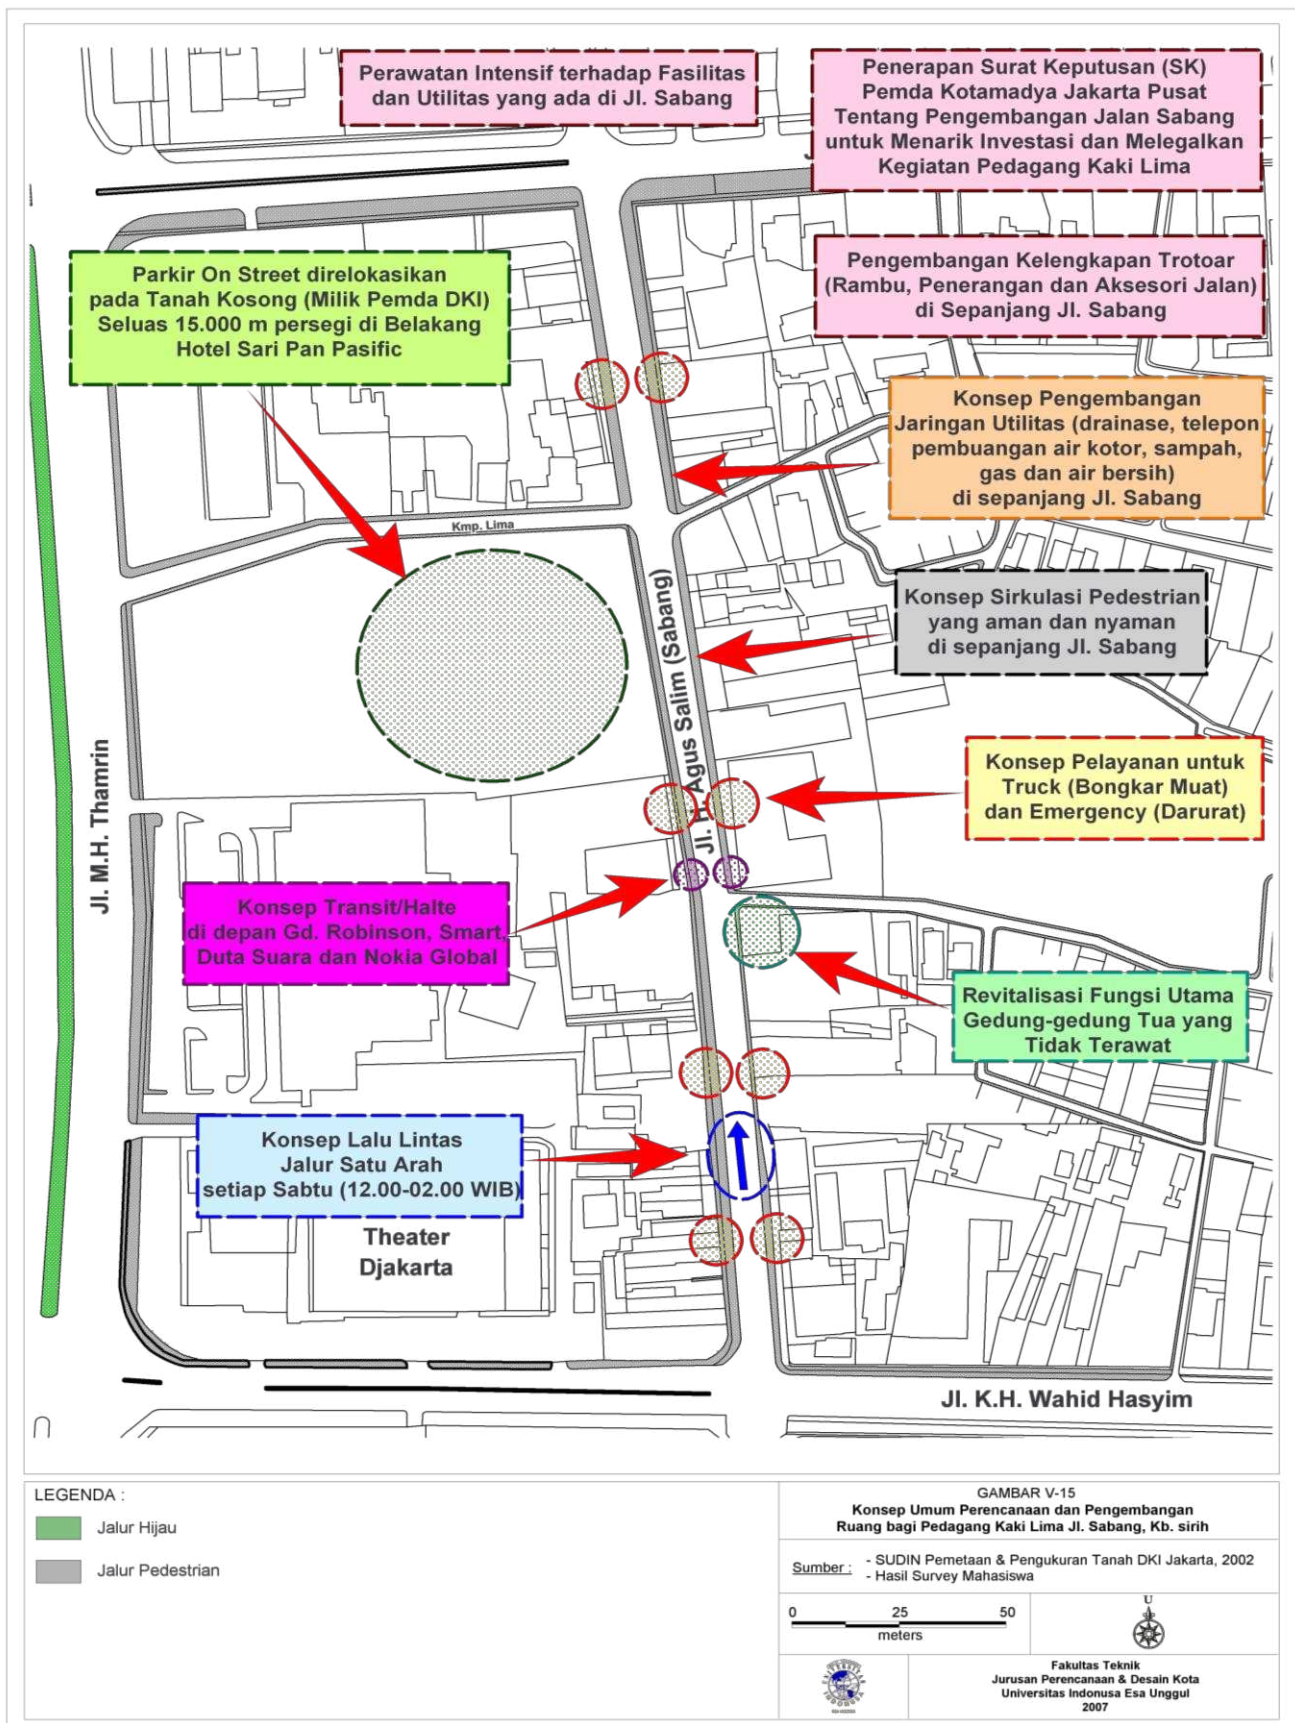 Perawatan Intensif terhadap Fasilitas
dan Utilitas yang ada di Jl. Sabang
Penerapan Surat Keputusan (SK)
Pemda Kotamadya Jakarta Pusat
Tentang Pengembangan Jalan Sabang
untuk Menarik Investasi dan Melegalkan
Kegiatan Pedagang Kaki Lima
Parkir On Street direlokasikan
pada Tanah Kosong (Milik Pemda DKI)
Seluas 15.000 m persegi di Belakang
Hotel Sari Pan Pasific
Pengembangan Kelengkapan Trotoar
(Rambu, Penerangan dan Aksesori Jalan)
di Sepanjang Jl. Sabang
Konsep Pengembangan
Jaringan Utilitas (drainase, telepon
pembuangan air kotor, sampah,
gas dan air bersih)
di sepanjang Jl. Sabang
Kmp. Lima
Konsep Sirkulasi Pedestrian
yang aman dan nyaman
di sepanjang Jl. Sabang
Jl. H. Agus Salim (Sabang)
Jl. M.H. Thamrin
Konsep Pelayanan untuk
Truck (Bongkar Muat)
dan Emergency (Darurat)
Konsep Transit/Halte
di depan Gd. Robinson, Smart,
Duta Suara dan Nokia Global
Revitalisasi Fungsi Utama
Gedung-gedung Tua yang
Tidak Terawat
Konsep Lalu Lintas
Jalur Satu Arah
setiap Sabtu (12.00-02.00 WIB)
Theater
Djakarta
Jl. K.H. Wahid Hasyim
LEGENDA :
Jalur Hijau
Jalur Pedestrian
GAMBAR V-15
Konsep Umum Perencanaan dan Pengembangan
Ruang bagi Pedagang Kaki Lima Jl. Sabang, Kb. sirih
Sumber : - SUDIN Pemetaan & Pengukuran Tanah DKI Jakarta, 2002
- Hasil Survey Mahasiswa
0 25 50
meters
U
Fakultas Teknik
Jurusan Perencanaan & Desain Kota
Universitas Indonusa Esa Unggul
2007